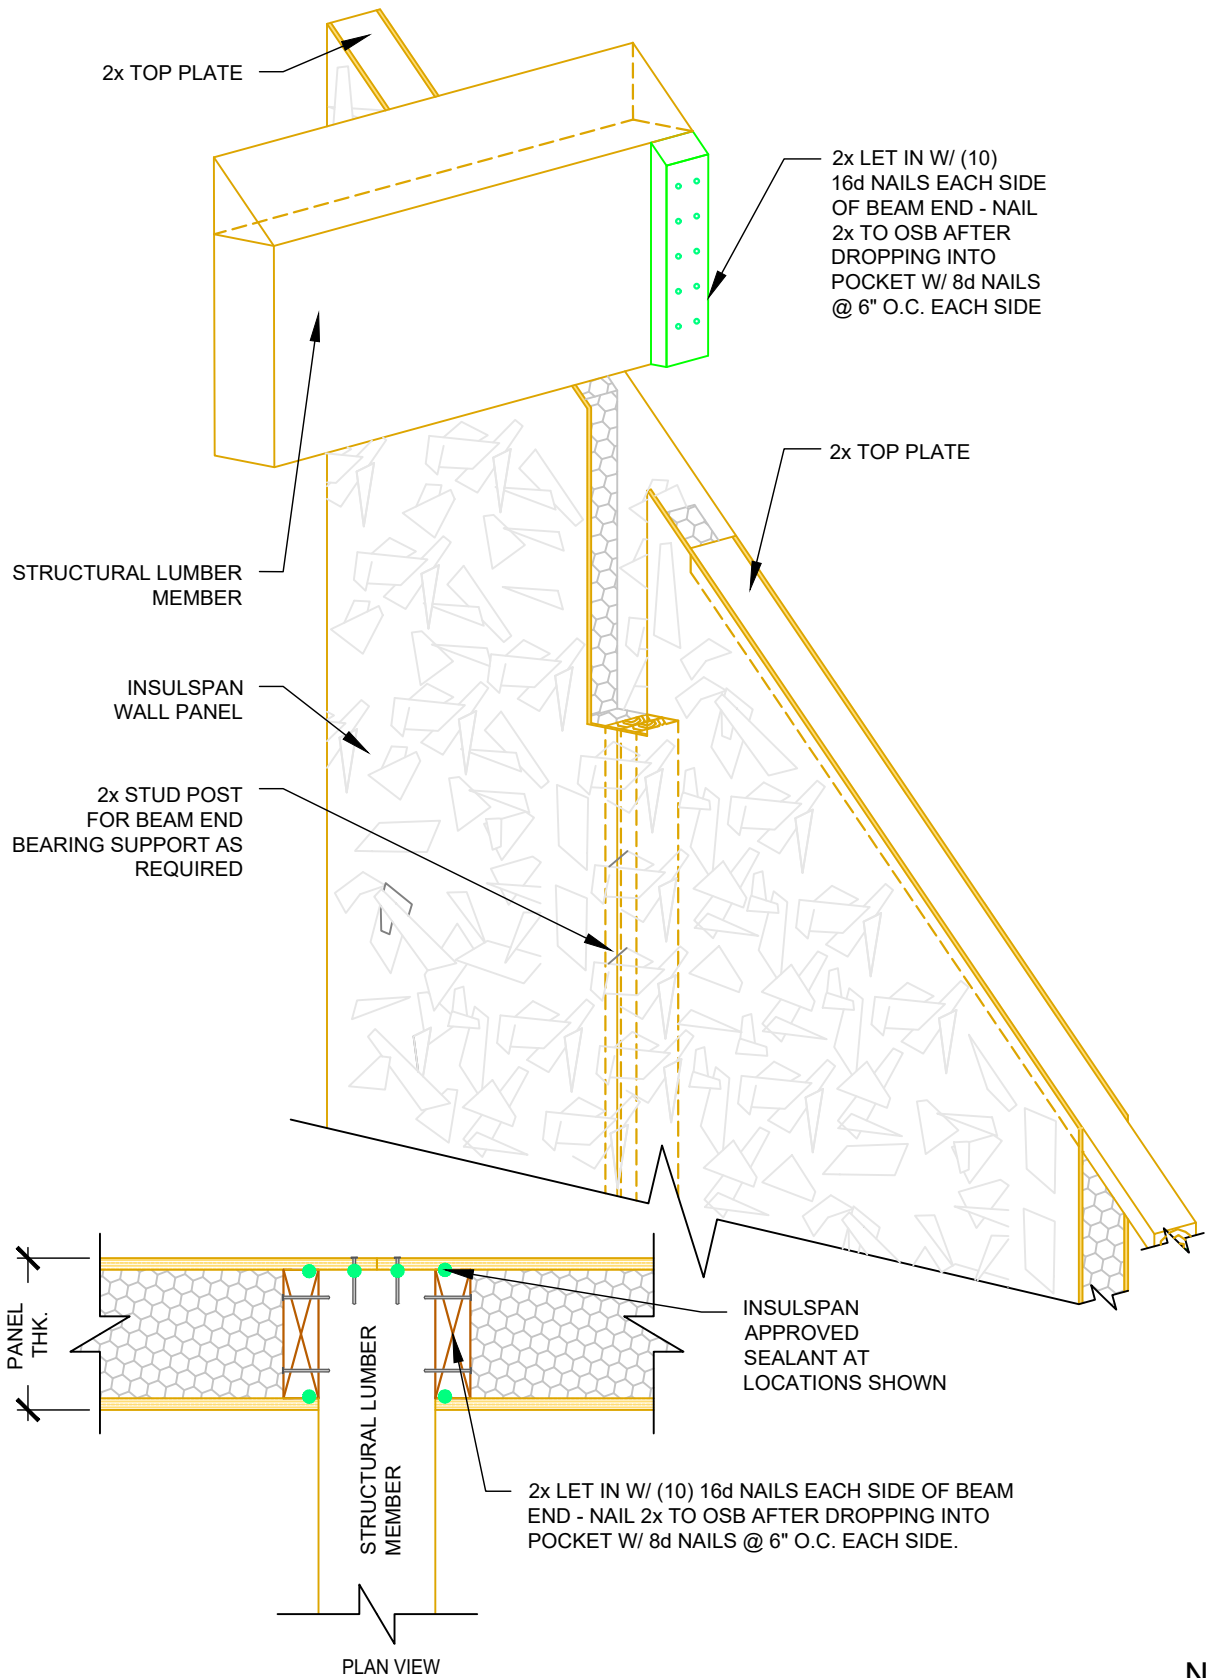 2x TOP PLATE
2x LET IN W/ (10)
16d NAILS EACH SIDE
OF BEAM END - NAIL
2x TO OSB AFTER
DROPPING INTO
POCKET W/ 8d NAILS
@ 6" O.C. EACH SIDE
2x TOP PLATE
STRUCTURAL LUMBER
MEMBER
INSULSPAN
WALL PANEL
2x STUD POST
FOR BEAM END
BEARING SUPPORT AS
REQUIRED
PANEL
THK.
STRUCTURAL LUMBER
MEMBER
INSULSPAN
APPROVED
SEALANT AT
LOCATIONS SHOWN
2x LET IN W/ (10) 16d NAILS EACH SIDE OF BEAM
END - NAIL 2x TO OSB AFTER DROPPING INTO
POCKET W/ 8d NAILS @ 6" O.C. EACH SIDE.
PLAN VIEW